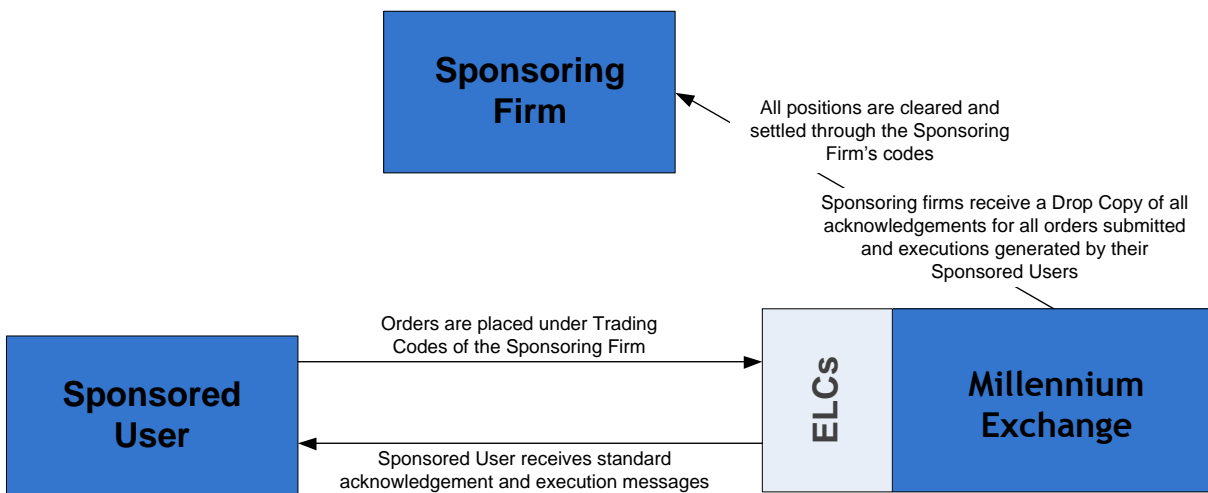 Sponsoring
Firm
All positions are cleared and
settled through the Sponsoring
Firm's codes
Sponsoring firms receive a Drop Copy of all
acknowledgements for all orders submitted
and executions generated by their
Sponsored Users
Orders are placed under Trading
Codes of the Sponsoring Firm
Sponsored
User
ELCs
Millennium
Exchange
Sponsored User receives standard
acknowledgement and execution messages